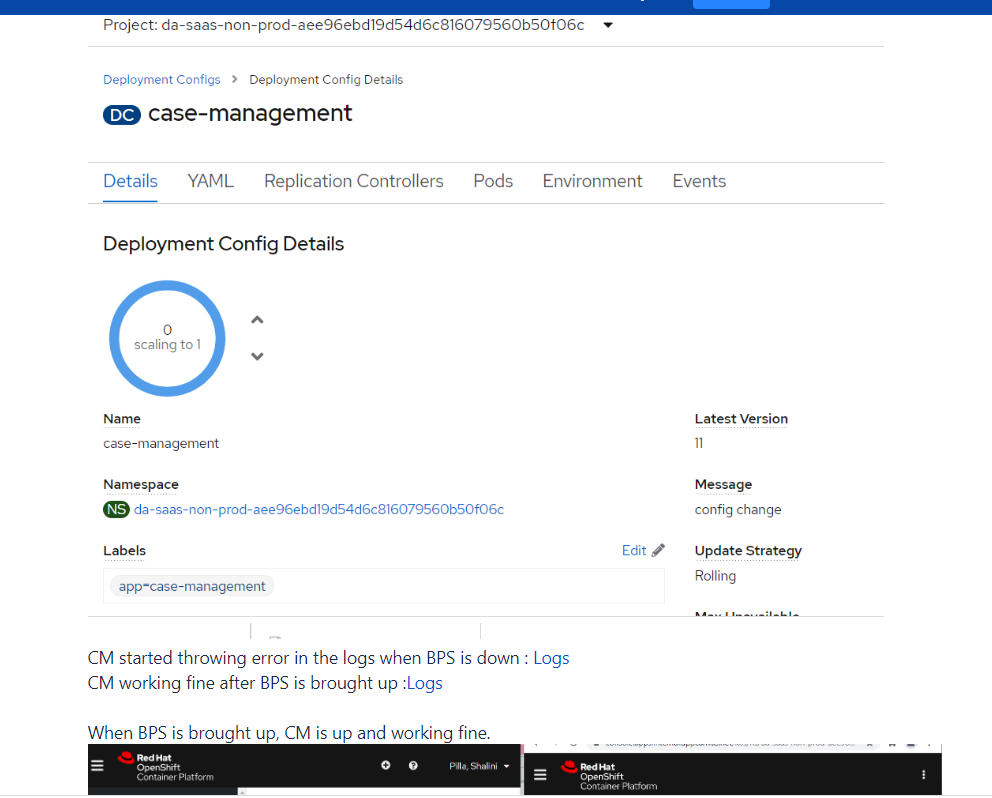 Project: da-saas-non-prod-aee96ebd19d54d6c816079560b50f06c
Deployment Configs > Deployment Config Details
DC case-management
Details YAML Replication Controllers Pods Environment Events
Deployment Config Details
0
scaling to 1
Name
case-management
Latest Version
11
Namespace
NS da-saas-non-prod-aee96ebd19d54d6c816079560b50f06c
Message
config change
Labels
Edit
app=case-management
Update Strategy
Rolling
Max Unavailable
CM started throwing error in the logs when BPS is down : Logs
CM working fine after BPS is brought up :Logs
When BPS is brought up, CM is up and working fine.
Red Hat
OpenShift
Container Platform
Pilla, Shalini
Red Hat
OpenShift
Container Platform